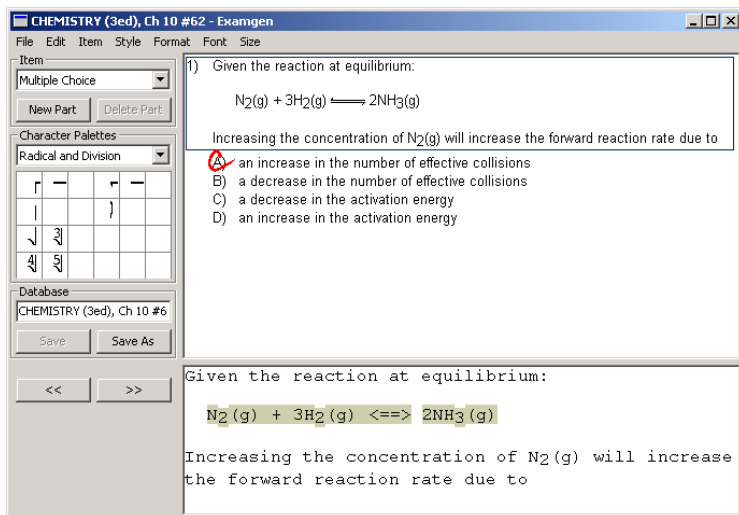 CHEMISTRY (3ed), Ch 10 #62 - Examgen
File Edit Item Style Format Font Size
Item
Multiple Choice
New Part Delete Part
Character Palettes
Radical and Division
3
4 5
Database
CHEMISTRY (3ed), Ch 10 #6
Save Save As
<< >>
1) Given the reaction at equilibrium:
N2(g) + 3H2(g) ⟷ 2NH3(g)
Increasing the concentration of N2(g) will increase the forward reaction rate due to
A) an increase in the number of effective collisions
B) a decrease in the number of effective collisions
C) a decrease in the activation energy
D) an increase in the activation energy
Given the reaction at equilibrium:
N2(g) + 3H2(g) <==> 2NH3(g)
Increasing the concentration of N2(g) will increase
the forward reaction rate due to